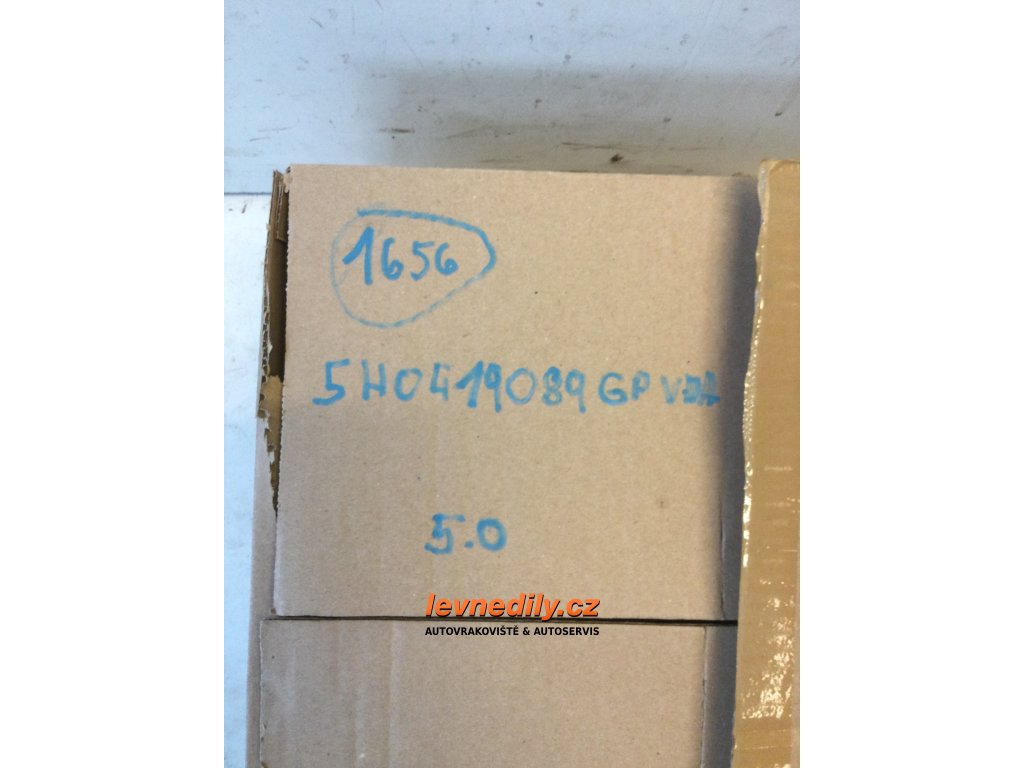 1656
5H0419089GP
5.0
levnedily.cz
AUTOVRAKOVIŠTĚ & AUTOSERVIS